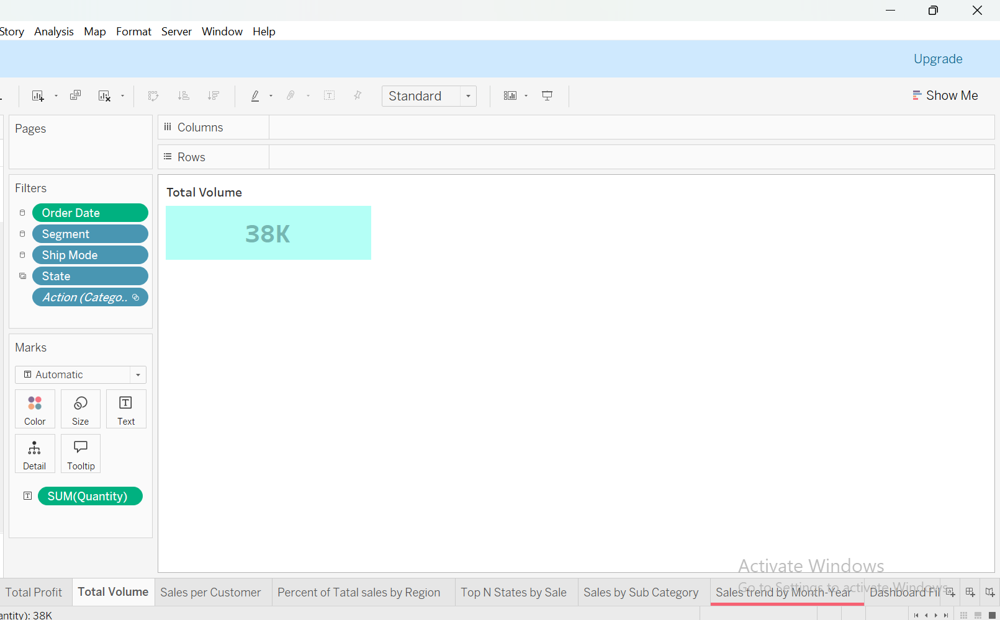 Story Analysis Map Format Server Window Help
Upgrade
Standard
Show Me
Pages
Columns
Rows
Filters
Order Date
Segment
Ship Mode
State
Action (Catego..
Total Volume
38K
Marks
Automatic
Color Size Text
Detail Tooltip
SUM(Quantity)
Activate Windows
Go to Settings to activate Windows.
Total Profit Total Volume Sales per Customer Percent of Tatal sales by Region Top N States by Sale Sales by Sub Category Sales trend by Month-Year Dashboard Fil
antity): 38K